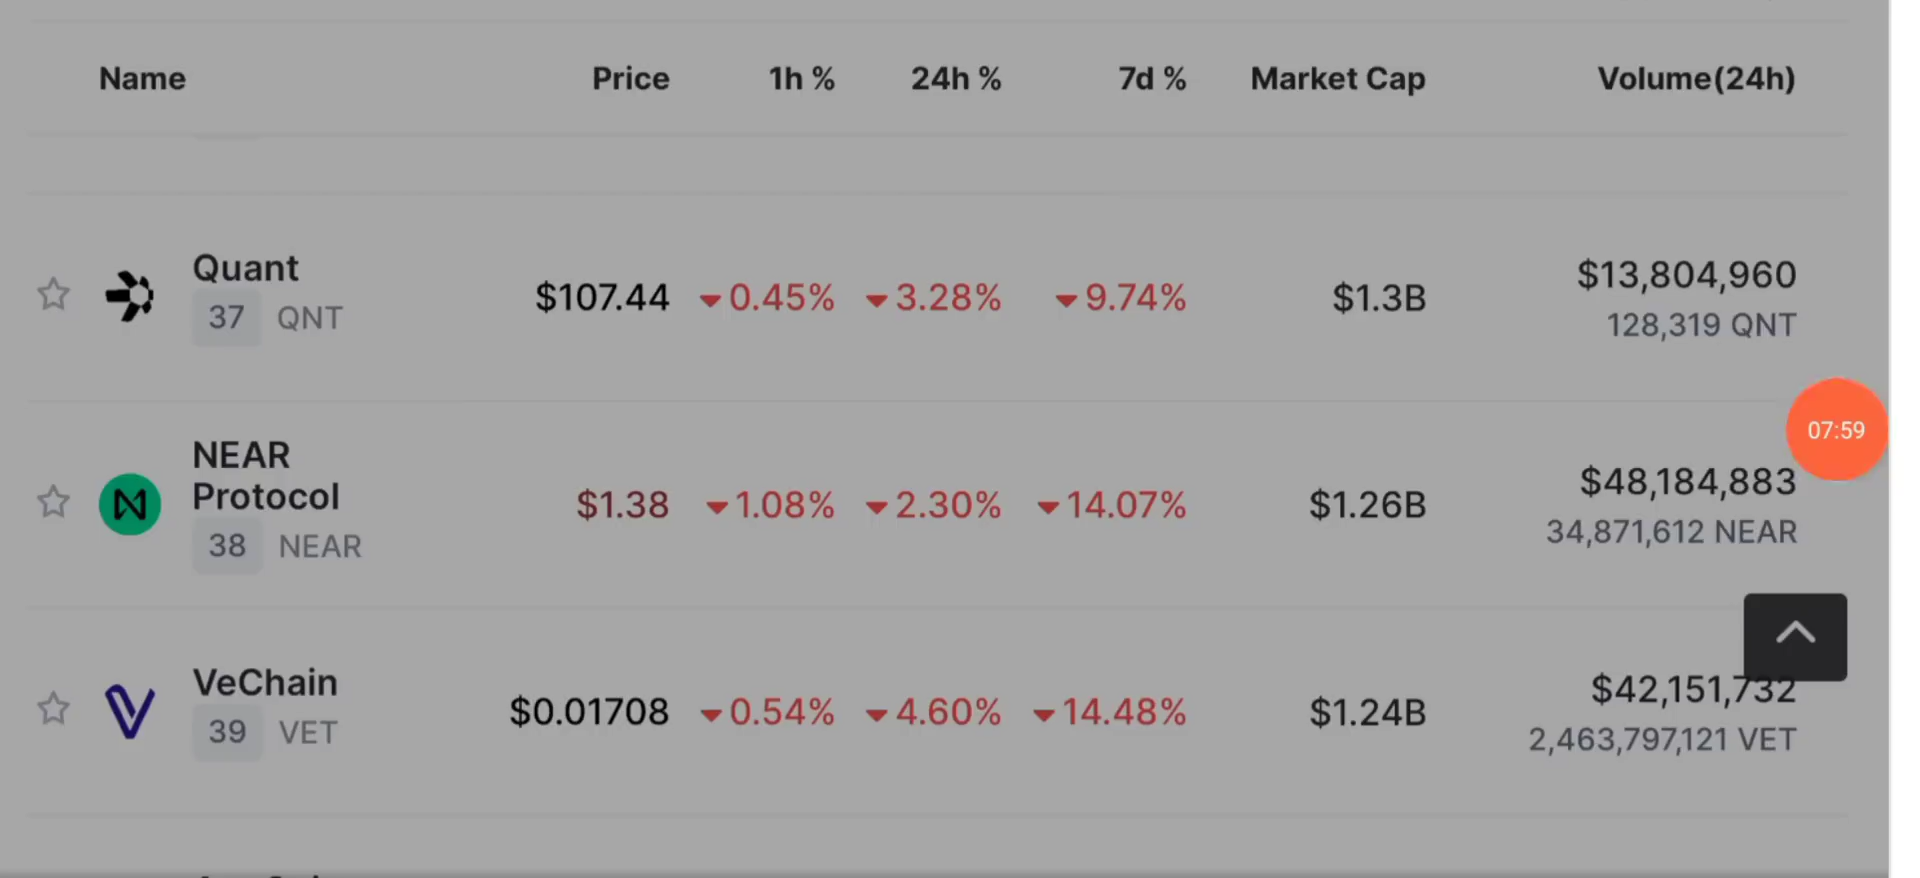 Name Price 1h % 24h % 7d % Market Cap Volume(24h)
Quant
37 QNT
$107.44 0.45% 3.28% 9.74% $1.3B
$13,804,960
128,319 QNT
07:59
NEAR
Protocol
38 NEAR
$1.38 1.08% 2.30% 14.07% $1.26B
$48,184,883
34,871,612 NEAR
VeChain
39 VET
$0.01708 0.54% 4.60% 14.48% $1.24B
$42,151,732
2,463,797,121 VET